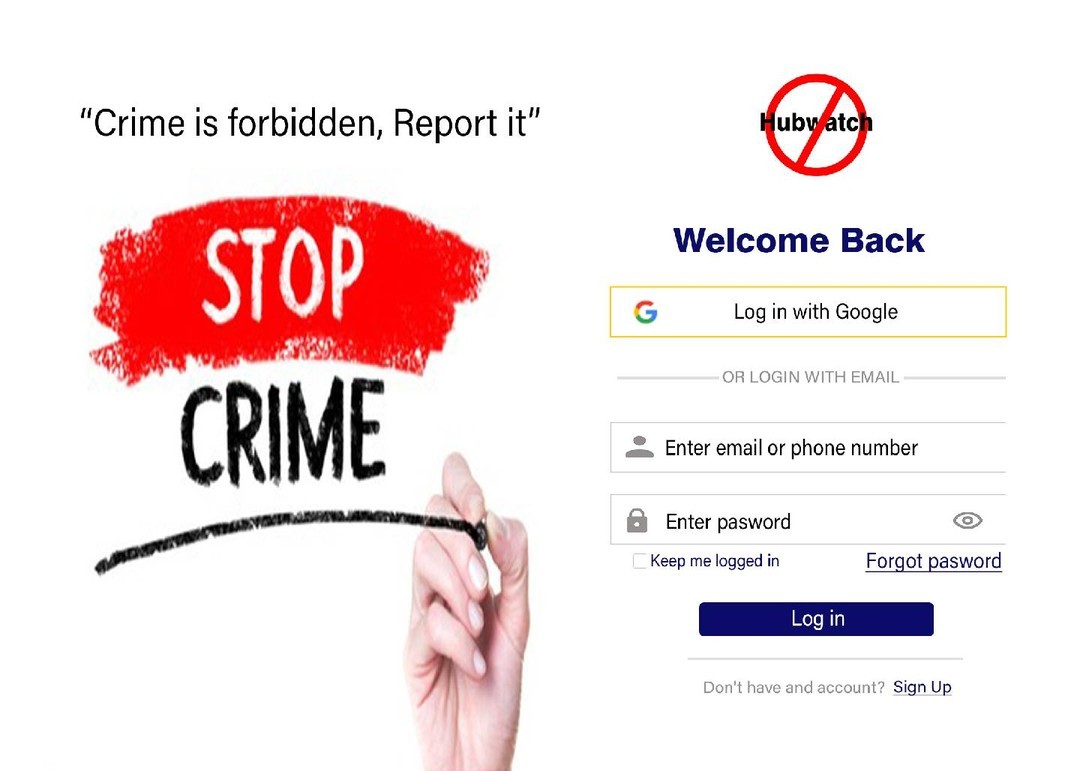 “Crime is forbidden, Report it”
STOP
CRIME
Hubwatch
Welcome Back
Log in with Google
OR LOGIN WITH EMAIL
Enter email or phone number
Enter pasword
Keep me logged in
Forgot pasword
Log in
Don’t have and account? Sign Up